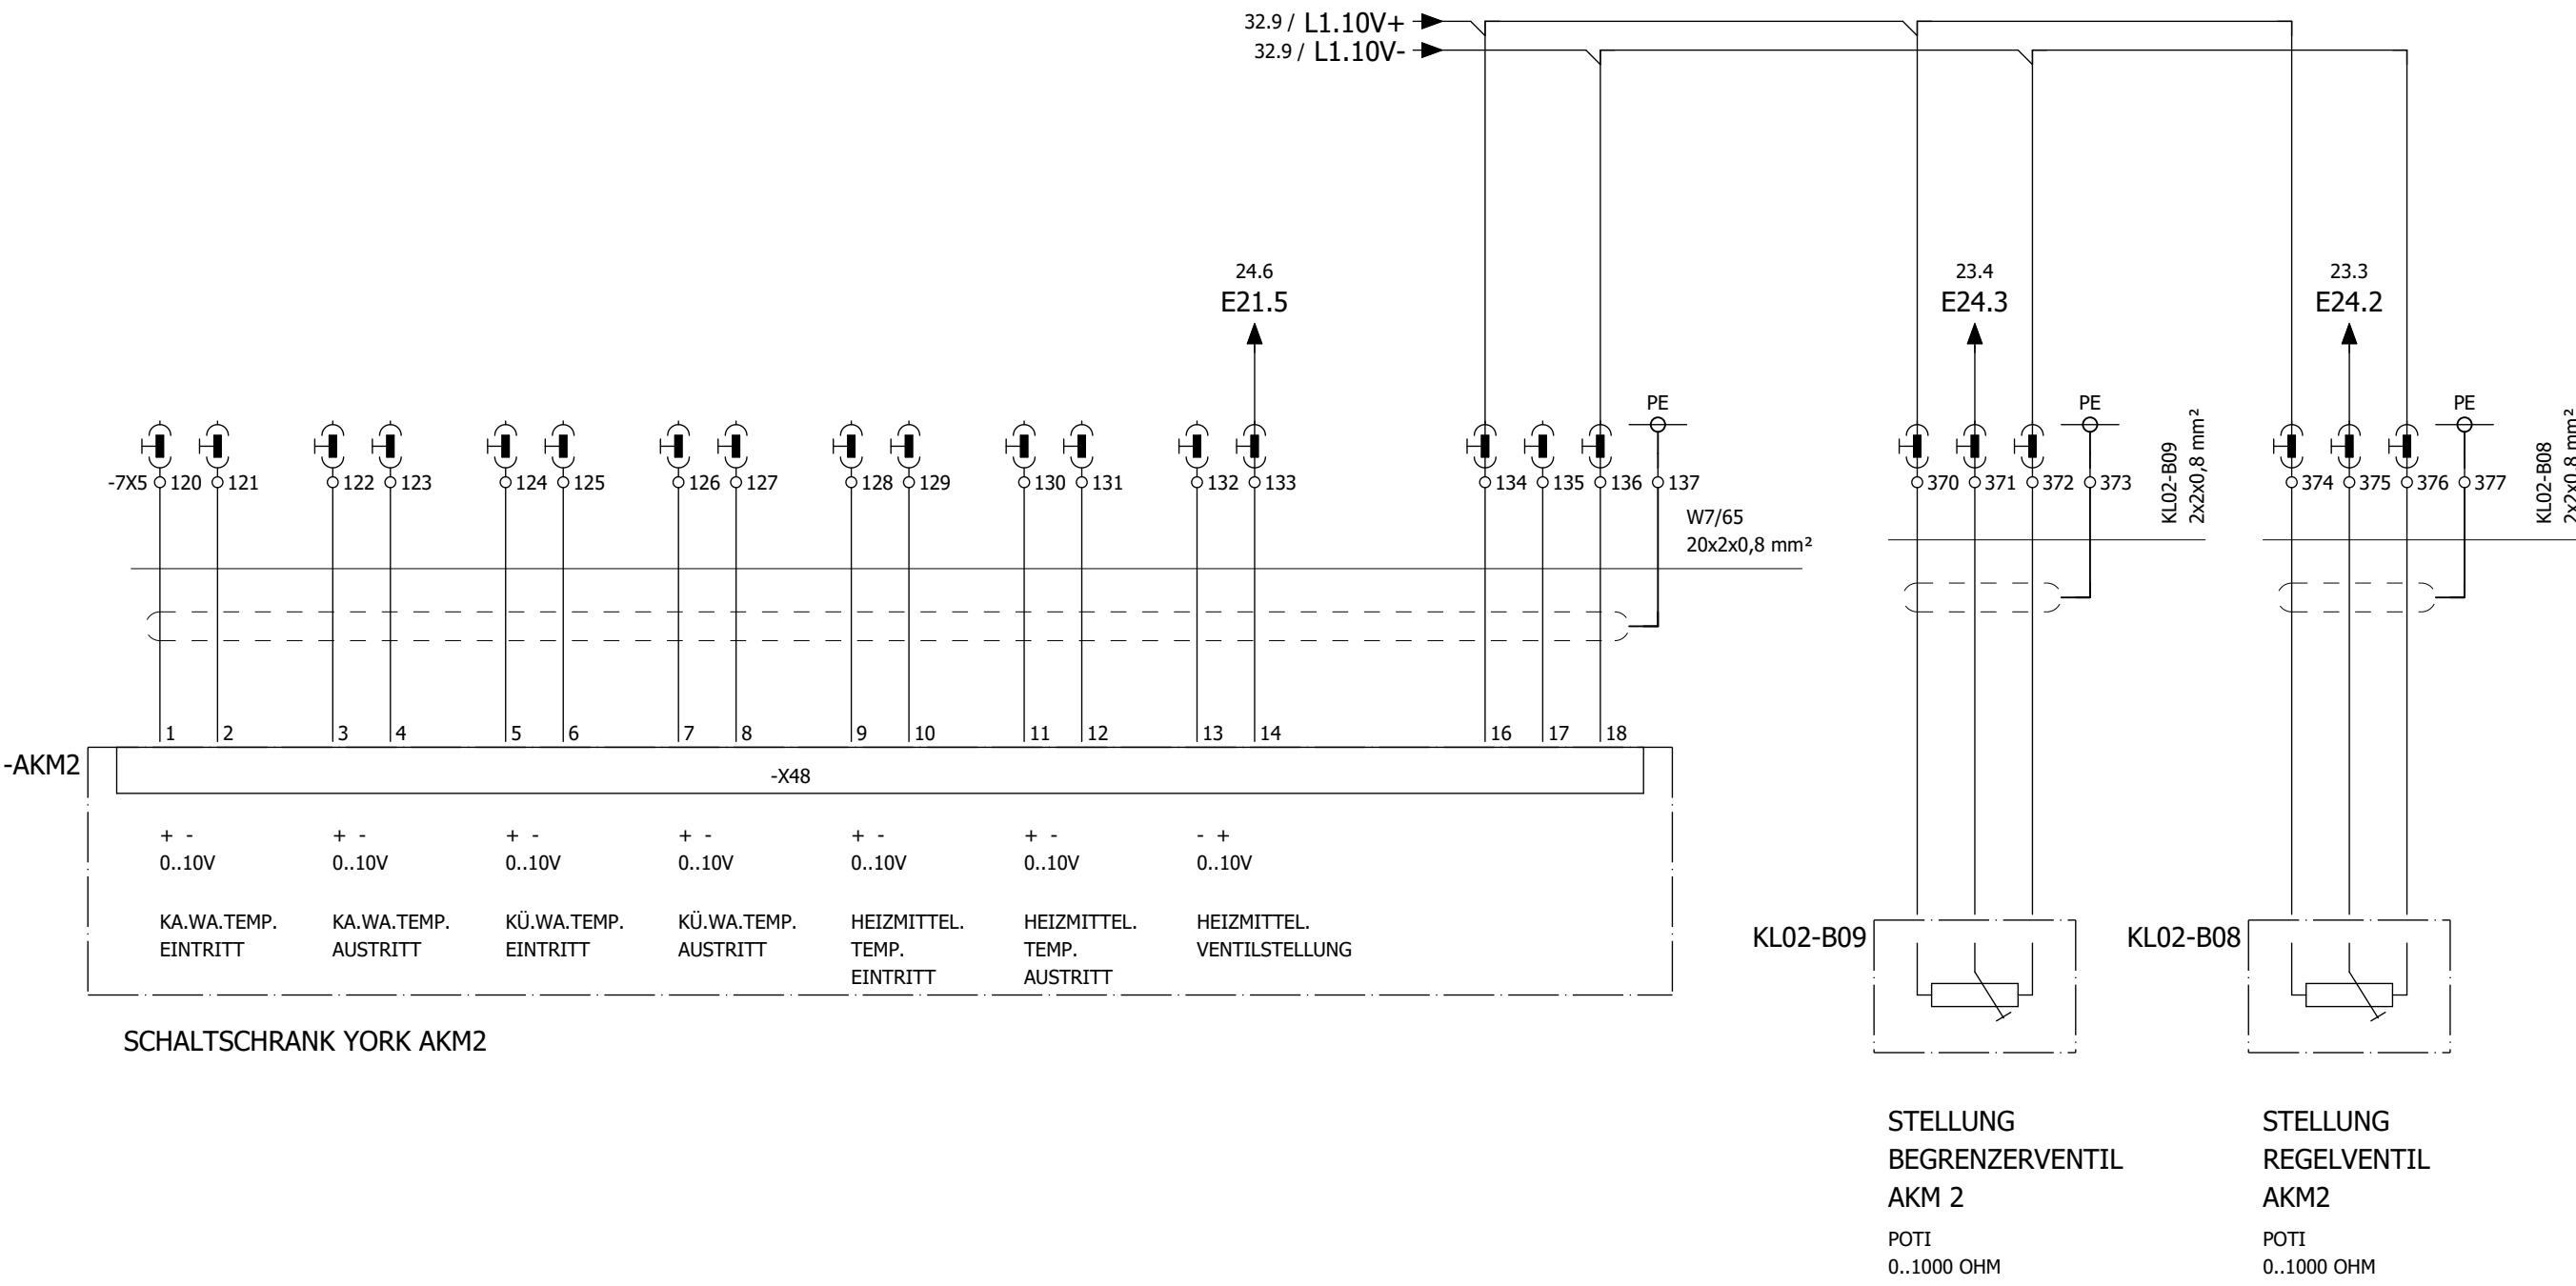 32.9 / L1.10V+
32.9 / L1.10V-
24.6
E21.5
23.4
E24.3
23.3
E24.2
PE
PE
PE
-7X5 120 121 122 123 124 125 126 127 128 129 130 131 132 133 134 135 136 137 370 371 372 373 374 375 376 377
W7/65
20x2x0,8 mm²
KL02-B09
2x2x0,8 mm²
KL02-B08
2x2x0,8 mm²
1 2 3 4 5 6 7 8 9 10 11 12 13 14 16 17 18
-AKM2
-X48
+ - + - + - + - + - + - - +
0..10V 0..10V 0..10V 0..10V 0..10V 0..10V 0..10V
KA.WA.TEMP. KA.WA.TEMP. KÜ.WA.TEMP. KÜ.WA.TEMP. HEIZMITTEL. HEIZMITTEL. HEIZMITTEL.
EINTRITT AUSTRITT EINTRITT AUSTRITT TEMP. TEMP. VENTILSTELLUNG
EINTRITT AUSTRITT
KL02-B09
KL02-B08
SCHALTSCHRANK YORK AKM2
STELLUNG
BEGRENZERVENTIL
AKM 2
POTI
0..1000 OHM
STELLUNG
REGELVENTIL
AKM2
POTI
0..1000 OHM